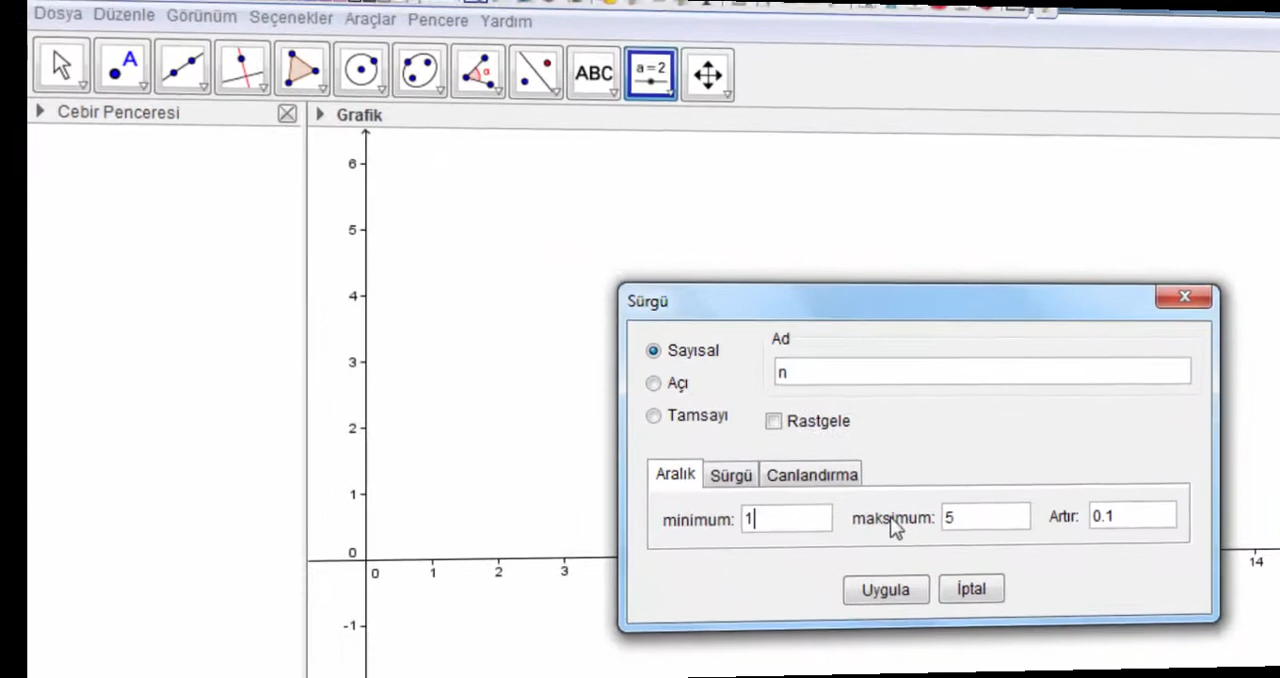 Dosya Düzenle Görünüm Seçenekler Araçlar Pencere Yardım
ABC a=2
Cebir Penceresi
Grafik
6
5
4
3
2
1
0
-1
0 1 2 3 14
Sürgü
Sayısal
Açı
Tamsayı
Ad
n
Rastgele
Aralık Sürgü Canlandırma
minimum: 1 maksimum: 5 Artır: 0.1
Uygula İptal